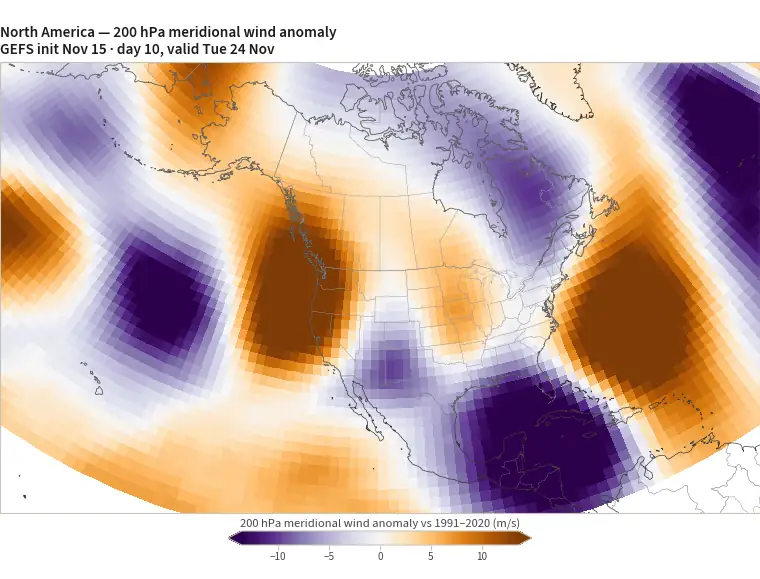 North America — 200 hPa meridional wind anomaly
GEFS init Nov 15 · day 10, valid Tue 24 Nov
200 hPa meridional wind anomaly vs 1991–2020 (m/s)
−10 −5 0 5 10